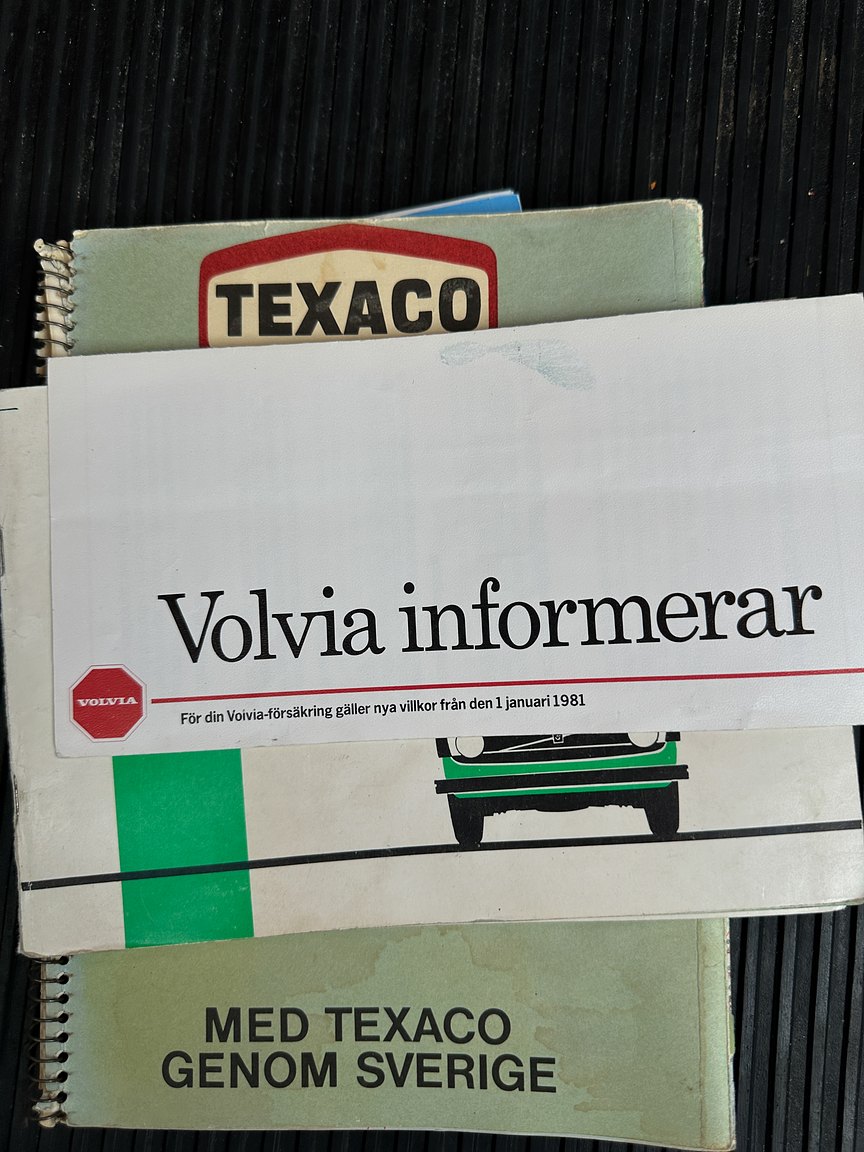 TEXACO
Volvia informerar
VOLVIA
För din Volvia-försäkring gäller nya villkor från den 1 januari 1981
MED TEXACO
GENOM SVERIGE